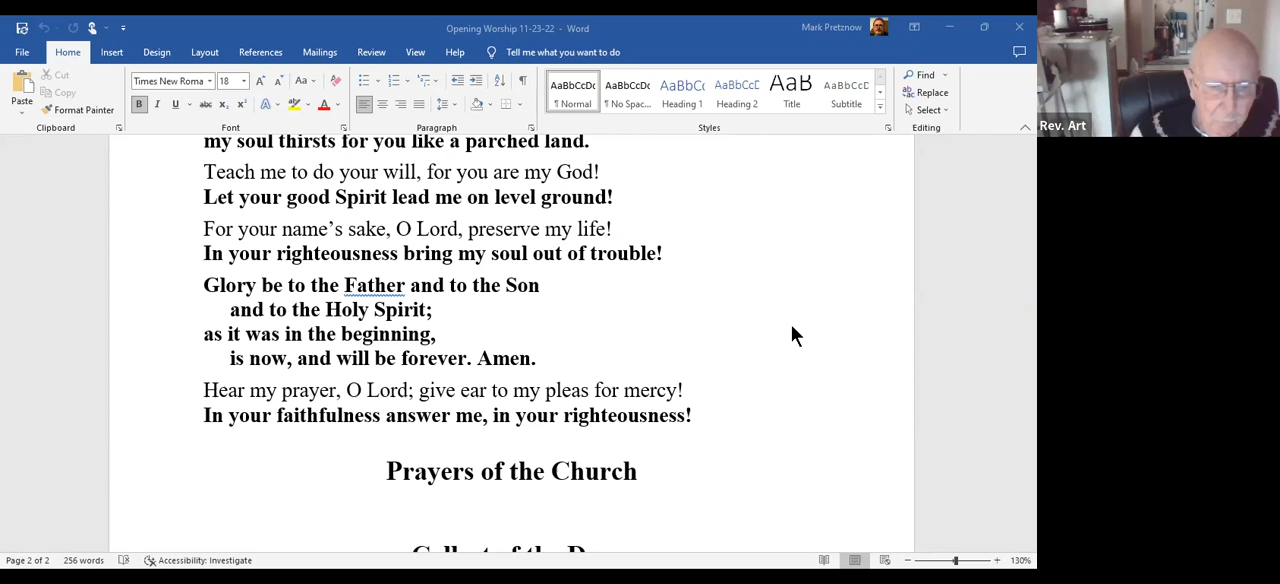 Opening Worship 11-23-22 - Word
Mark Pretznow
File Home Insert Design Layout References Mailings Review View Help Tell me what you want to do
Paste
Cut
Copy
Format Painter
Clipboard
Times New Roma 18
Font
Paragraph
AaBbCcDc AaBbCcDc AaBbCc AaBbCcD AaB AaBbCcD
¶ Normal ¶ No Spac... Heading 1 Heading 2 Title Subtitle
Styles
Find
Replace
Select
Editing
Rev. Art
my soul thirsts for you like a parched land.
Teach me to do your will, for you are my God!
Let your good Spirit lead me on level ground!
For your name’s sake, O Lord, preserve my life!
In your righteousness bring my soul out of trouble!
Glory be to the Father and to the Son
and to the Holy Spirit;
as it was in the beginning,
is now, and will be forever. Amen.
Hear my prayer, O Lord; give ear to my pleas for mercy!
In your faithfulness answer me, in your righteousness!
Prayers of the Church
Page 2 of 2 256 words Accessibility: Investigate 130%